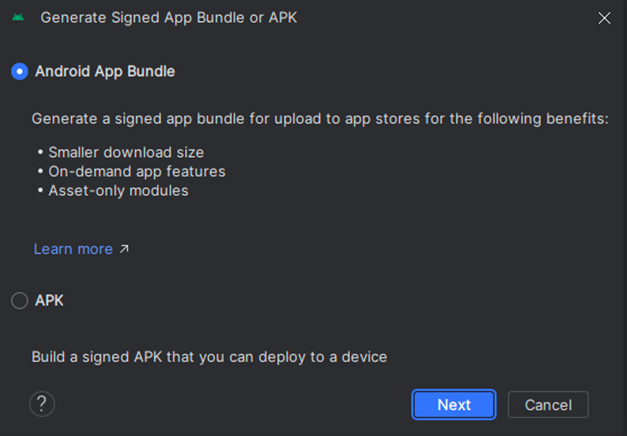 Generate Signed App Bundle or APK
Android App Bundle
Generate a signed app bundle for upload to app stores for the following benefits:
• Smaller download size
• On-demand app features
• Asset-only modules
Learn more ↗
APK
Build a signed APK that you can deploy to a device
? Next Cancel